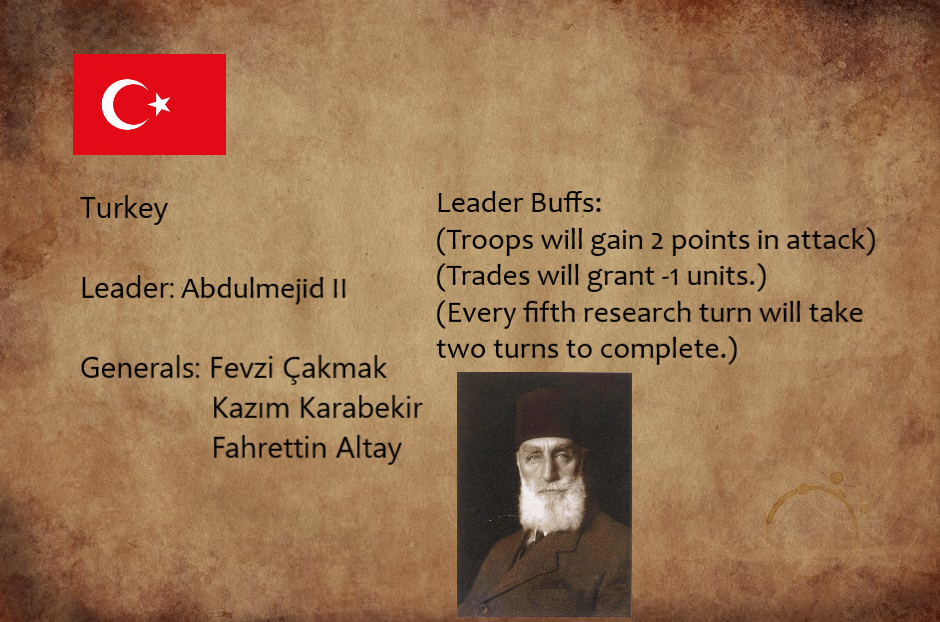 Turkey
Leader: Abdulmejid II
Generals: Fevzi Çakmak
Kazım Karabekir
Fahrettin Altay
Leader Buffs:
(Troops will gain 2 points in attack)
(Trades will grant -1 units.)
(Every fifth research turn will take
two turns to complete.)